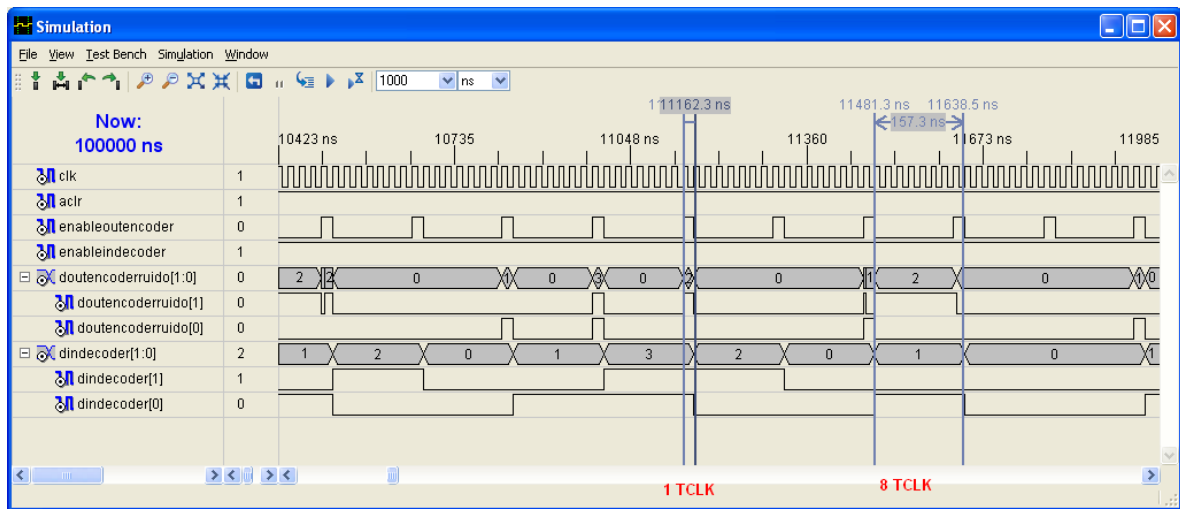 Simulation
File View Test Bench Simulation Window
1000 ns
11162.3 ns 11481.3 ns 11638.5 ns
Now: 157.3 ns
100000 ns 10423 ns 10735 11048 ns 11360 11673 ns 11985
clk 1
aclr 1
enableoutencoder 0
enableindecoder 1
doutencoderruido[1:0] 0 2 2 0 1 0 3 0 2 0 1 2 0 1 0
doutencoderruido[1] 0
doutencoderruido[0] 0
dindecoder[1:0] 2 1 2 0 1 3 2 0 1 0 1
dindecoder[1] 1
dindecoder[0] 0
1 TCLK 8 TCLK